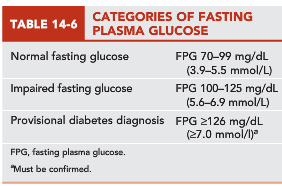 TABLE 14-6
CATEGORIES OF FASTING
PLASMA GLUCOSE
Normal fasting glucose FPG 70–99 mg/dL
(3.9–5.5 mmol/L)
Impaired fasting glucose FPG 100–125 mg/dL
(5.6–6.9 mmol/L)
Provisional diabetes diagnosis FPG ≥126 mg/dL
(≥7.0 mmol/l)ᵃ
FPG, fasting plasma glucose.
ᵃMust be confirmed.